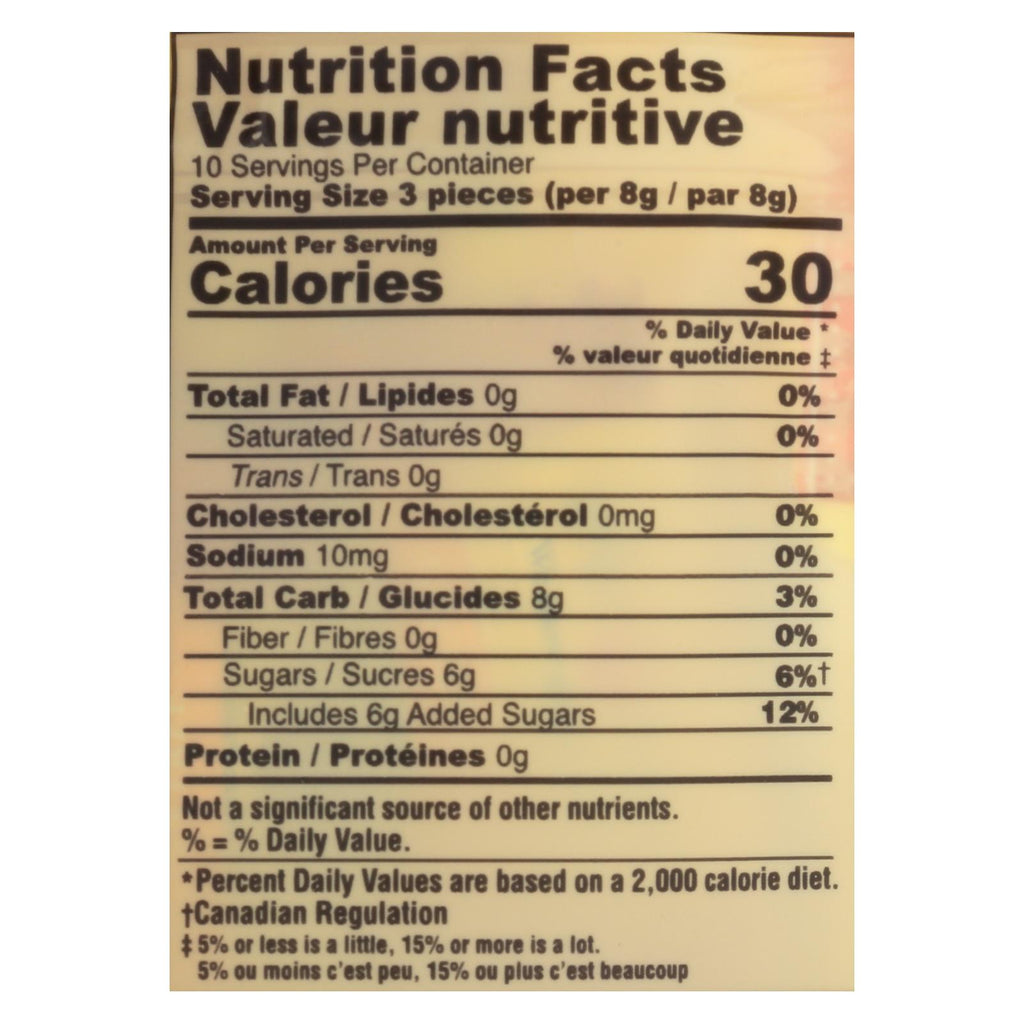 Nutrition Facts
Valeur nutritive
10 Servings Per Container
Serving Size 3 pieces (per 8g / par 8g)
Amount Per Serving
Calories 30
% Daily Value *
% valeur quotidienne ‡
Total Fat / Lipides 0g 0%
Saturated / Saturés 0g 0%
Trans / Trans 0g
Cholesterol / Cholestérol 0mg 0%
Sodium 10mg 0%
Total Carb / Glucides 8g 3%
Fiber / Fibres 0g 0%
Sugars / Sucres 6g 6%†
Includes 6g Added Sugars 12%
Protein / Protéines 0g
Not a significant source of other nutrients.
% = % Daily Value.
*Percent Daily Values are based on a 2,000 calorie diet.
†Canadian Regulation
‡ 5% or less is a little, 15% or more is a lot.
5% ou moins c'est peu, 15% ou plus c'est beaucoup